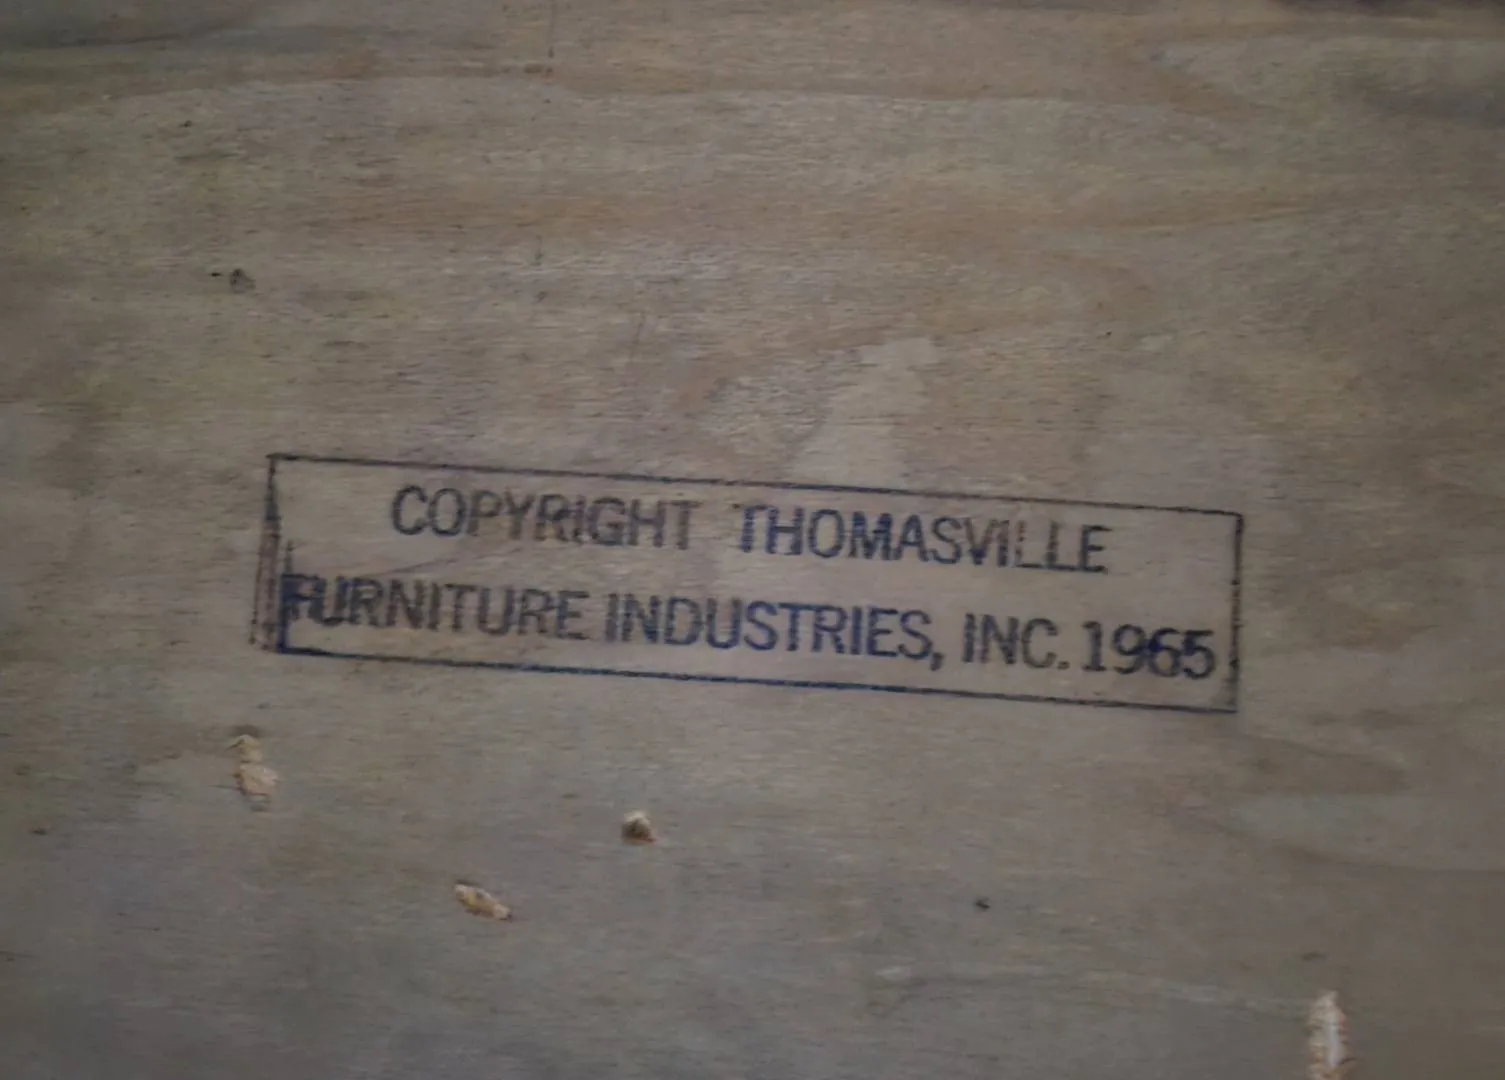 COPYRIGHT THOMASVILLE
FURNITURE INDUSTRIES, INC. 1965